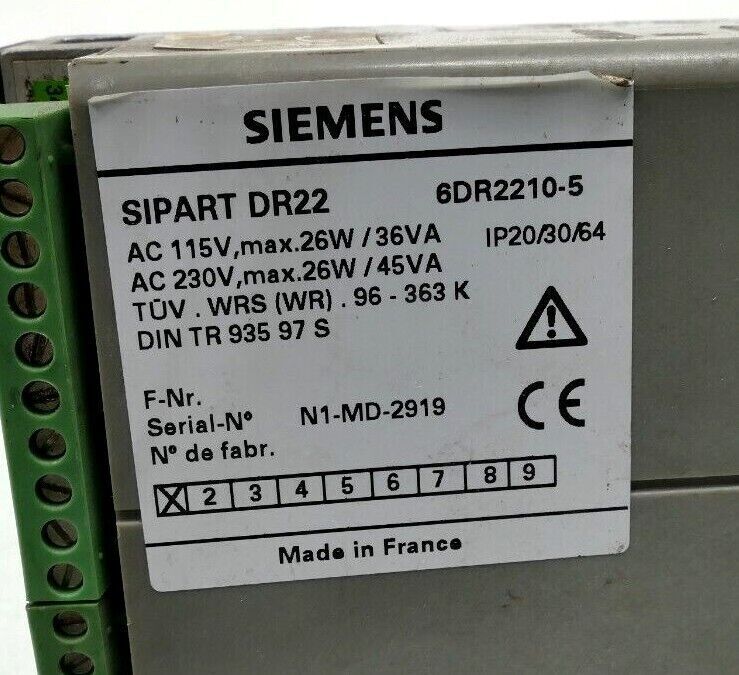 SIEMENS
SIPART DR22 6DR2210-5
AC 115V,max.26W/36VA IP20/30/64
AC 230V,max.26W/45VA
TÜV . WRS (WR) . 96 - 363 K
DIN TR 935 97 S
F-Nr.
Serial-N° N1-MD-2919
N° de fabr.
X 2 3 4 5 6 7 8 9
CE
Made in France